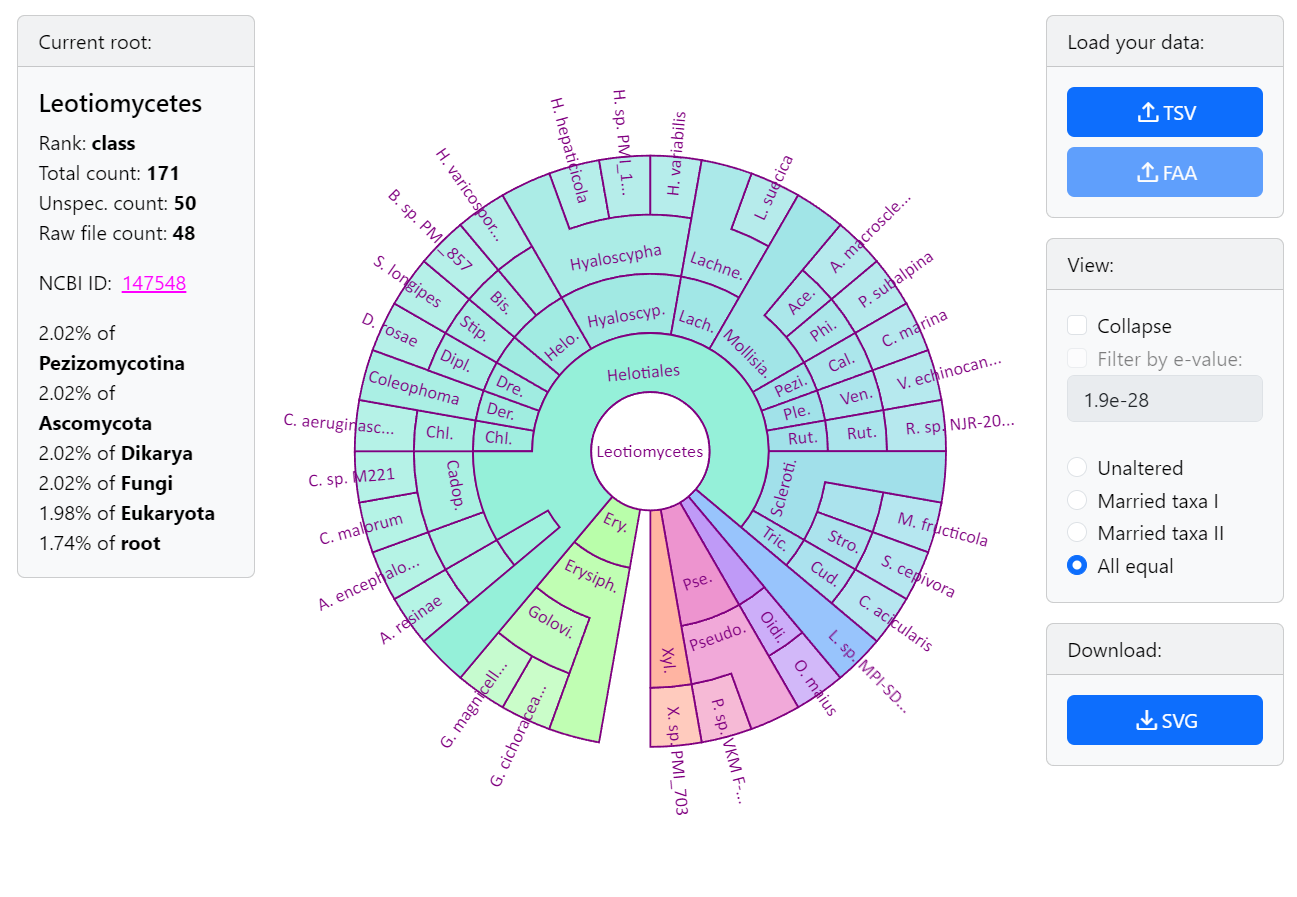 Current root:
Leotiomycetes
Rank: class
Total count: 171
Unspec. count: 50
Raw file count: 48
NCBI ID: 147548
2.02% of
Pezizomycotina
2.02% of
Ascomycota
2.02% of Dikarya
2.02% of Fungi
1.98% of Eukaryota
1.74% of root
Leotiomycetes
Helotiales
Hyaloscyp.
Hyaloscypha
H. hepaticicola
H. sp. PMI_1...
H. variabilis
Lach.
Lachne.
L. suecica
Mollisia.
Ace.
A. macroscle...
Phi.
P. subalpina
Pezi.
Cal.
C. marina
Ple.
Ven.
V. echinocan...
Rut.
Rut.
R. sp. NJR-20...
Scleroti.
M. fructicola
Stro.
S. cepivora
Tric.
Cud.
C. acicularis
L. sp. MPI-SD...
Oidi.
O. maius
Pse.
Pseudo.
P. sp. VKM F-...
Xyl.
X. sp. PMI_703
Ery.
Erysiph.
Golovi.
G. cichoracea...
G. magnicell...
A. resinae
A. encephalo...
Cadop.
C. malorum
C. sp. M221
Chl.
Chl.
C. aeruginasc...
Der.
Coleophoma
Dre.
Dipl.
D. rosae
Helo.
Stip.
S. longipes
Bis.
B. sp. PMI_857
H. varicospor...
Load your data:
TSV
FAA
View:
Collapse
Filter by e-value:
1.9e-28
Unaltered
Married taxa I
Married taxa II
All equal
Download:
SVG